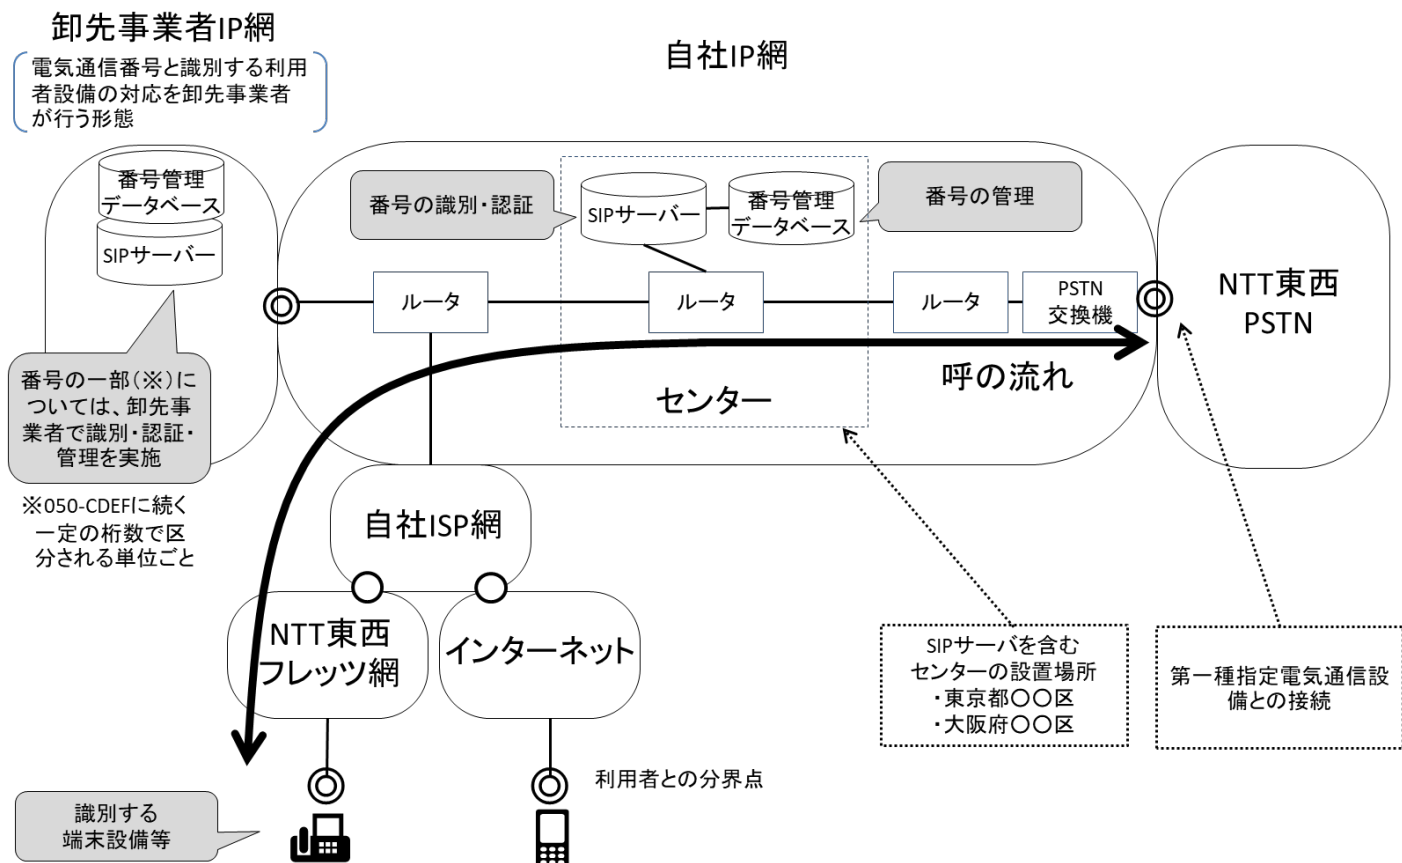 卸先事業者IP網
電気通信番号と識別する利用
者設備の対応を卸先事業者
が行う形態
自社IP網
番号管理
データベース
SIPサーバー
番号の識別・認証
SIPサーバー
番号管理
データベース
番号の管理
ルータ
ルータ
ルータ
PSTN
交換機
NTT東西
PSTN
呼の流れ
センター
番号の一部(※)に
ついては、卸先事
業者で識別・認証・
管理を実施
※050-CDEFに続く
一定の桁数で区
分される単位ごと
自社ISP網
NTT東西
フレッツ網
インターネット
SIPサーバを含む
センターの設置場所
・東京都〇〇区
・大阪府〇〇区
第一種指定電気通信設
備との接続
利用者との分界点
識別する
端末設備等